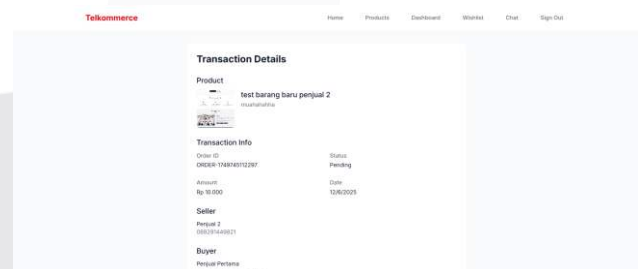 Telkommerce
Home Products Dashboard Wishlist Chat Sign Out
Transaction Details
Product
test barang baru penjual 2
Transaction Info
Order ID Status
ORDER-1749745112297 Pending
Amount Date
Rp 10.000 12/6/2025
Seller
Penjual 2
Buyer
Penjual Pertama